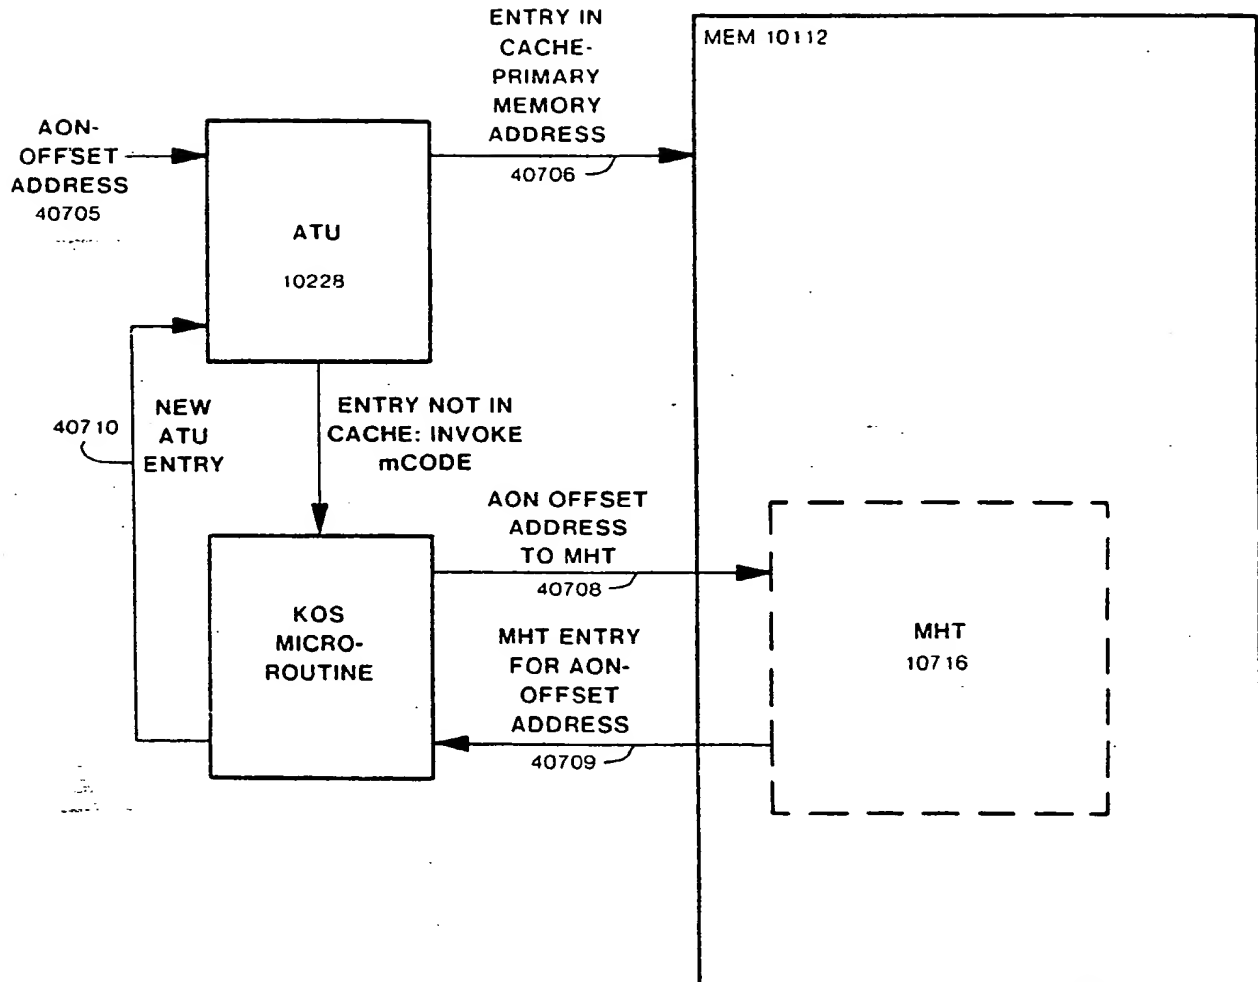 ENTRY IN
CACHE-
PRIMARY
MEMORY
ADDRESS
40706
MEM 10112
AON-
OFFSET
ADDRESS
40705
ATU
10228
40710
NEW
ATU
ENTRY
ENTRY NOT IN
CACHE: INVOKE
mCODE
AON OFFSET
ADDRESS
TO MHT
40708
KOS
MICRO-
ROUTINE
MHT ENTRY
FOR AON-
OFFSET
ADDRESS
40709
MHT
10716